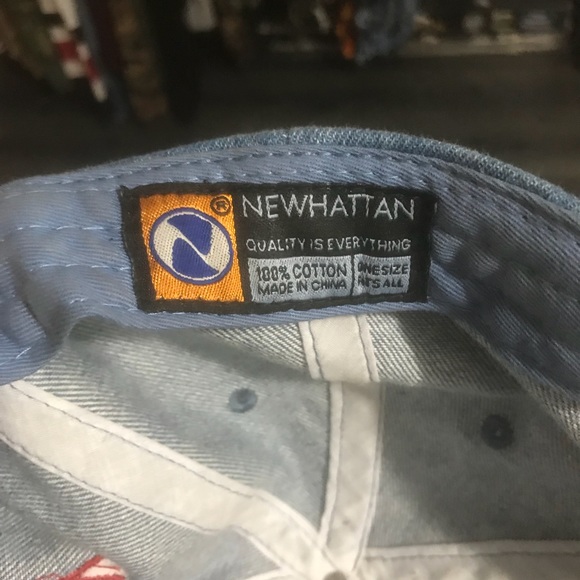 ® NEWHATTAN
QUALITY IS EVERYTHING
100% COTTON
MADE IN CHINA
ONE SIZE
FITS ALL